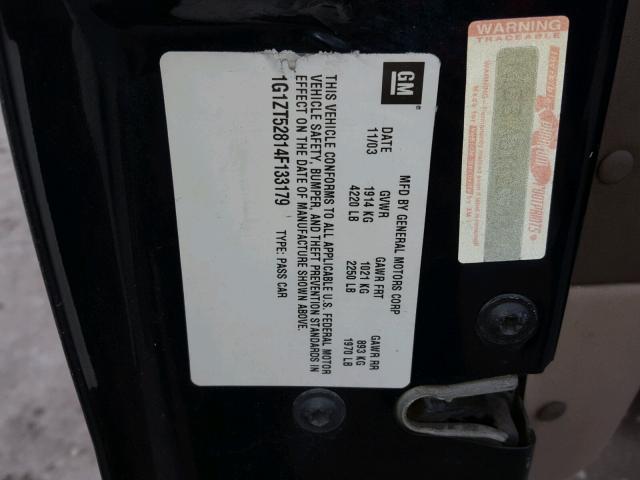 GM
MFD BY GENERAL MOTORS CORP
DATE GVWR GAWR FRT GAWR RR
11/03 1914 KG 1021 KG 893 KG
4220 LB 2250 LB 1970 LB
THIS VEHICLE CONFORMS TO ALL APPLICABLE U.S. FEDERAL MOTOR
VEHICLE SAFETY, BUMPER, AND THEFT PREVENTION STANDARDS IN
EFFECT ON THE DATE OF MANUFACTURE SHOWN ABOVE.
1G1ZT52814F133179 TYPE: PASS CAR
WARNING
TRACEABLE